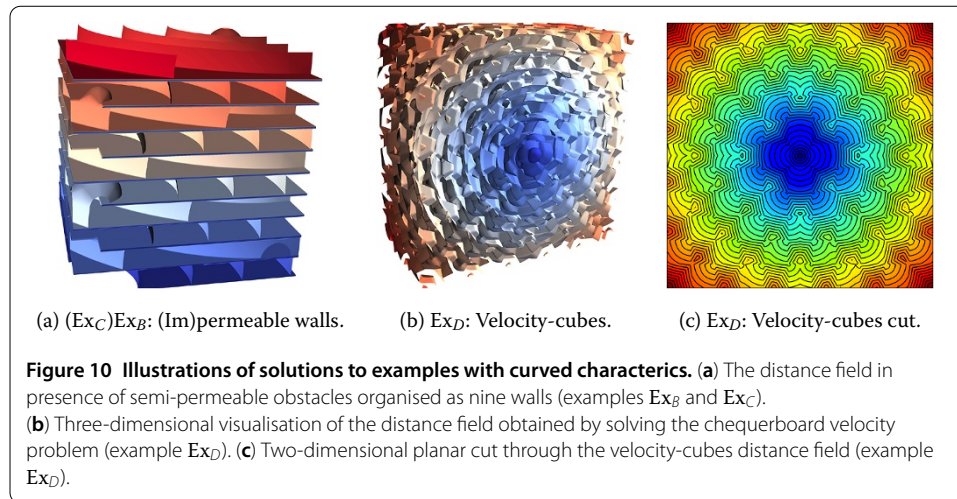 (a) (Ex_C)Ex_B: (Im)permeable walls.
(b) Ex_D: Velocity-cubes.
(c) Ex_D: Velocity-cubes cut.
Figure 10 Illustrations of solutions to examples with curved characterics. (a) The distance field in
presence of semi-permeable obstacles organised as nine walls (examples Ex_B and Ex_C).
(b) Three-dimensional visualisation of the distance field obtained by solving the chequerboard velocity
problem (example Ex_D). (c) Two-dimensional planar cut through the velocity-cubes distance field (example
Ex_D).